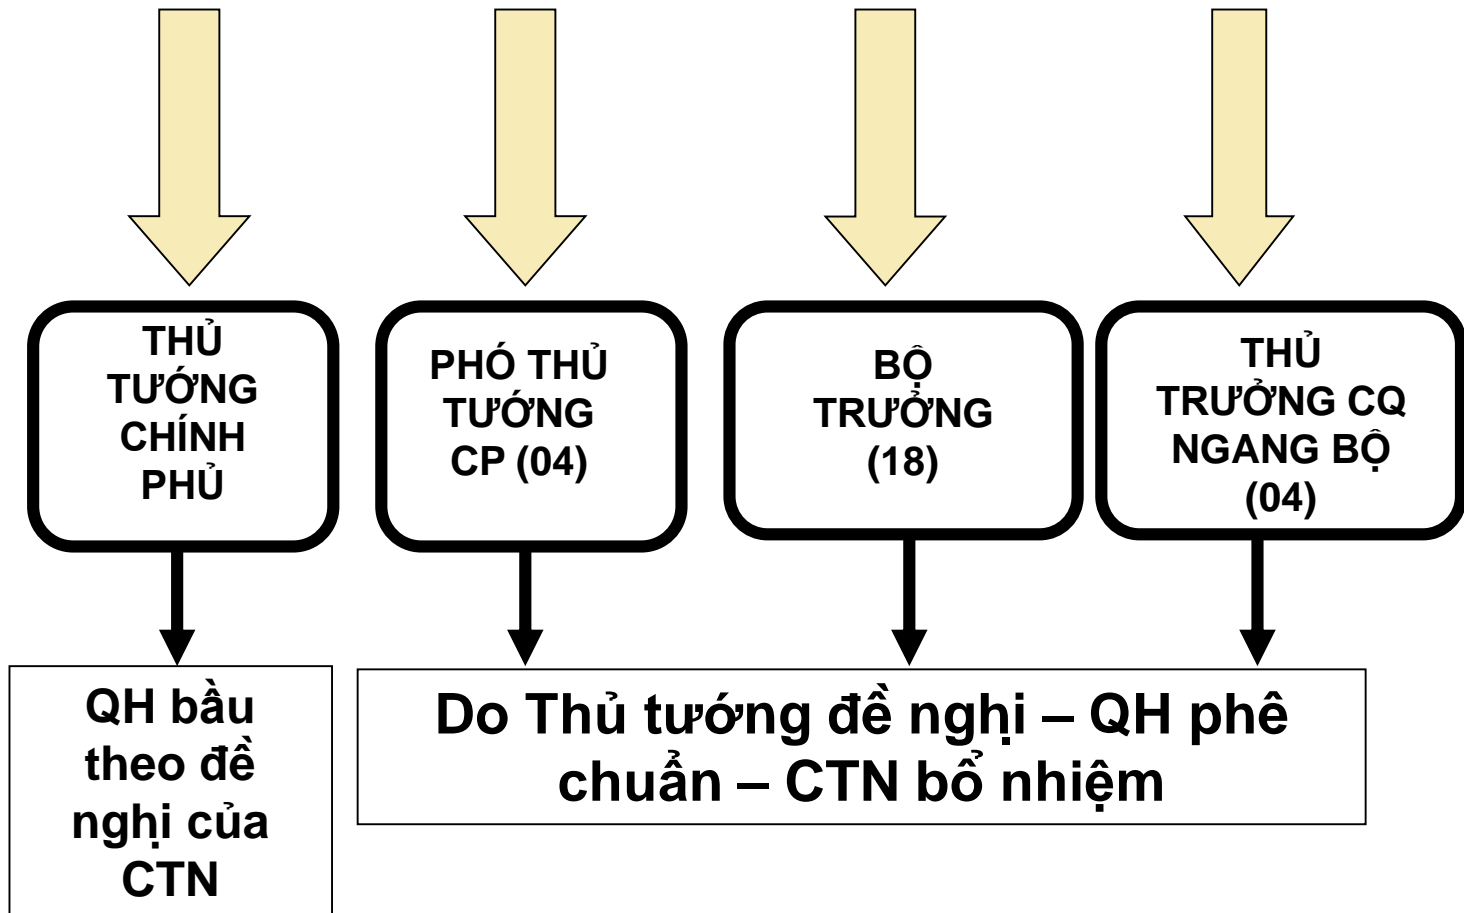 THỦ
TƯỚNG
CHÍNH
PHỦ
PHÓ THỦ
TƯỚNG
CP (04)
BỘ
TRƯỞNG
(18)
THỦ
TRƯỞNG CQ
NGANG BỘ
(04)
QH bầu
theo đề
nghị của
CTN
Do Thủ tướng đề nghị – QH phê
chuẩn – CTN bổ nhiệm